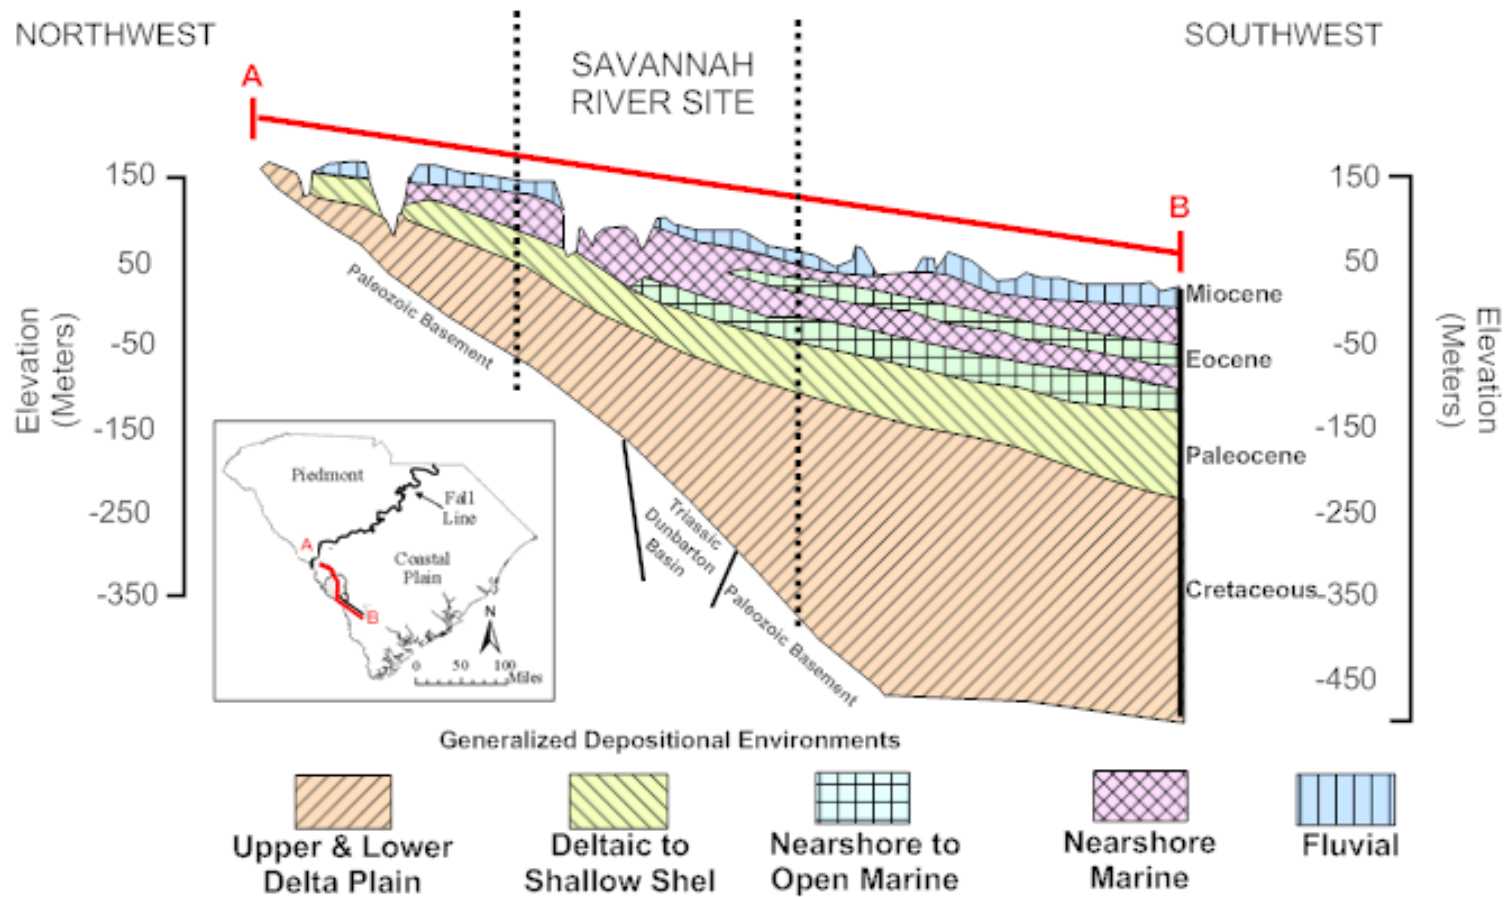 NORTHWEST
SOUTHWEST
SAVANNAH
RIVER SITE
A
B
150
50
-50
-150
-250
-350
Elevation
(Meters)
150
50
-50
-150
-250
-350
-450
Elevation
(Meters)
Miocene
Eocene
Paleocene
Cretaceous
Paleozoic Basement
Triassic
Dunbarton
Basin
Paleozoic Basement
Piedmont
Fall
Line
Coastal
Plain
A
B
N
0 50 100
Miles
Generalized Depositional Environments
Upper & Lower
Delta Plain
Deltaic to
Shallow Shel
Nearshore to
Open Marine
Nearshore
Marine
Fluvial